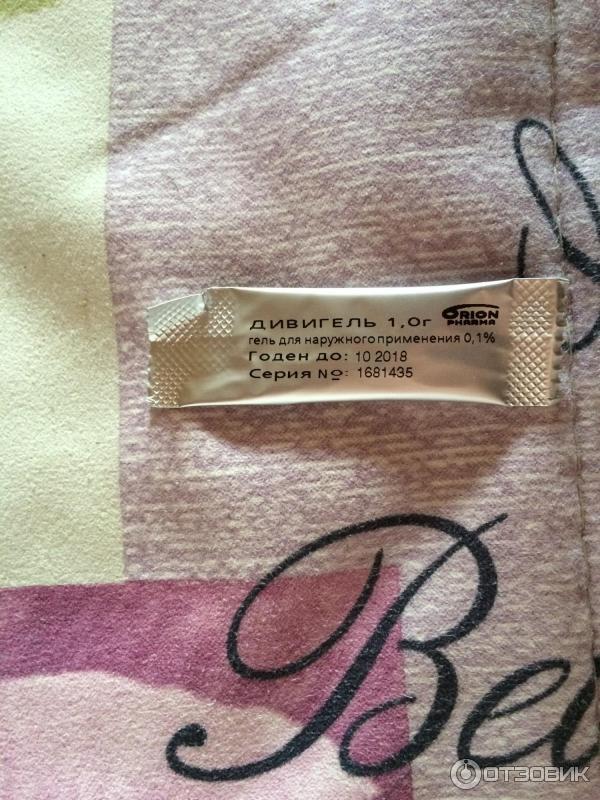 ДИВИГЕЛЬ 1,0г
ORION
PHARMA
гель для наружного применения 0,1%
Годен до: 10 2018
Серия №: 1681435
Bea
ОТЗОВИК